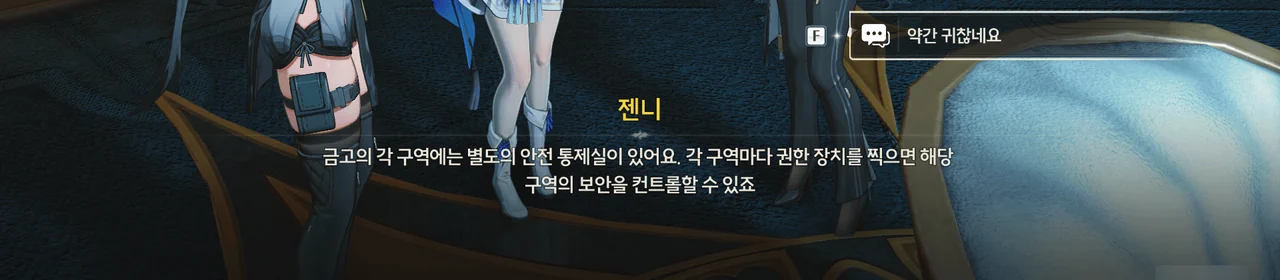 F
약간 귀찮네요
젠니
금고의 각 구역에는 별도의 안전 통제실이 있어요. 각 구역마다 권한 장치를 찍으면 해당
구역의 보안을 컨트롤할 수 있죠